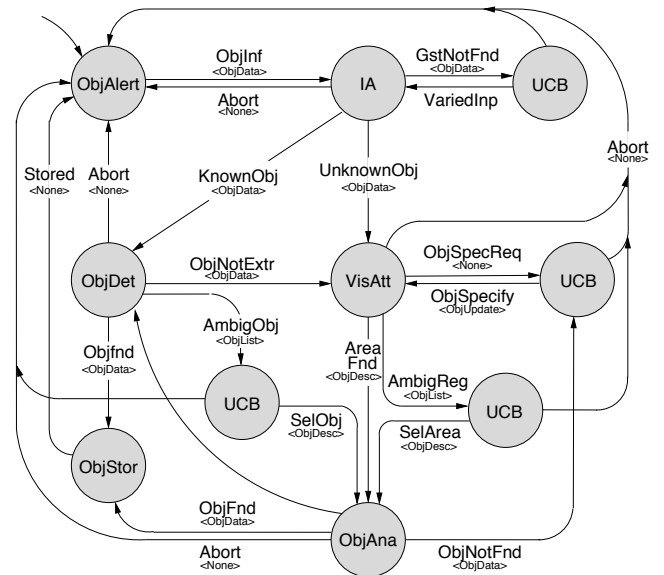 ObjInf
<ObjData>
GstNotFnd
<ObjData>
ObjAlert
IA
UCB
Abort
<None>
VariedInp
Stored
<None>
Abort
<None>
KnownObj
<ObjData>
UnknownObj
<ObjData>
Abort
<None>
ObjDet
ObjNotExtr
<ObjData>
VisAtt
ObjSpecReq
<None>
UCB
ObjSpecify
<ObjUpdate>
AmbigObj
<ObjList>
Objfnd
<ObjData>
Area
Fnd
<ObjDesc>
AmbigReg
<ObjList>
UCB
UCB
SelObj
<ObjDesc>
SelArea
<ObjDesc>
ObjStor
ObjFnd
<ObjData>
ObjAna
Abort
<None>
ObjNotFnd
<ObjData>